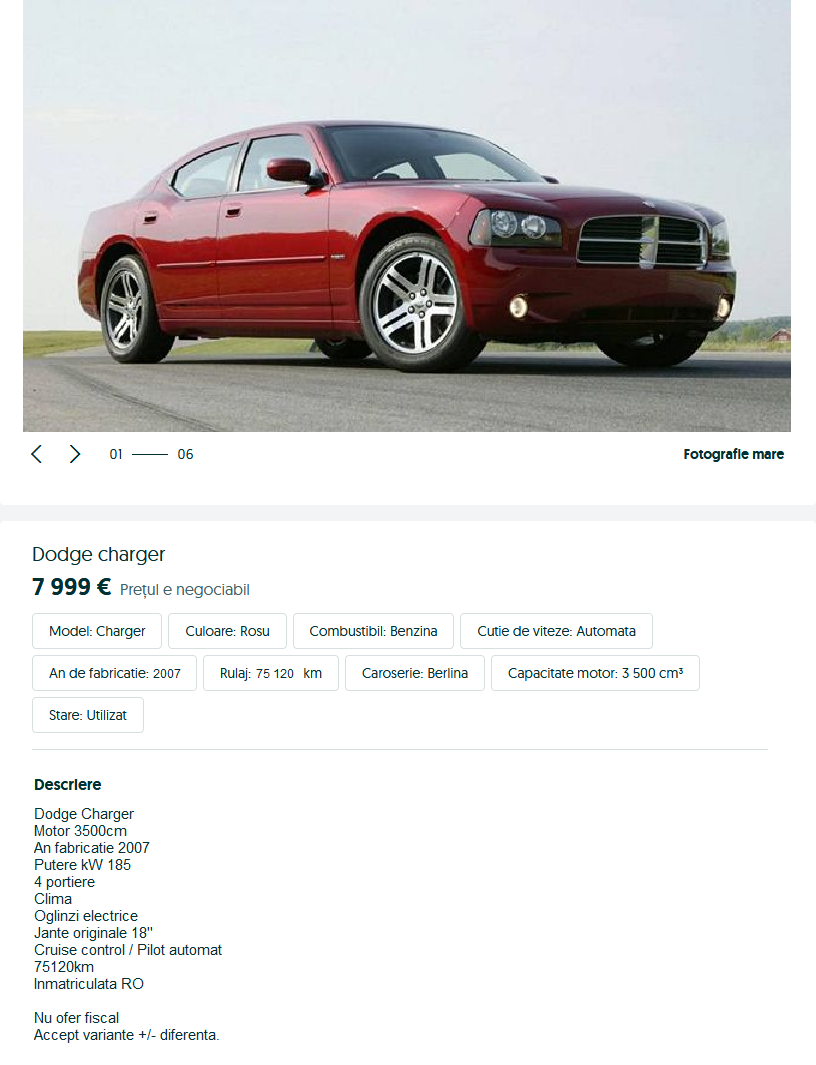 01 06
Fotografie mare
Dodge charger
7 999 € Prețul e negociabil
Model: Charger Culoare: Rosu Combustibil: Benzina Cutie de viteze: Automata
An de fabricatie: 2007 Rulaj: 75 120 km Caroserie: Berlina Capacitate motor: 3 500 cm³
Stare: Utilizat
Descriere
Dodge Charger
Motor 3500cm
An fabricatie 2007
Putere kW 185
4 portiere
Clima
Oglinzi electrice
Jante originale 18"
Cruise control / Pilot automat
75120km
Inmatriculata RO
Nu ofer fiscal
Accept variante +/- diferenta.